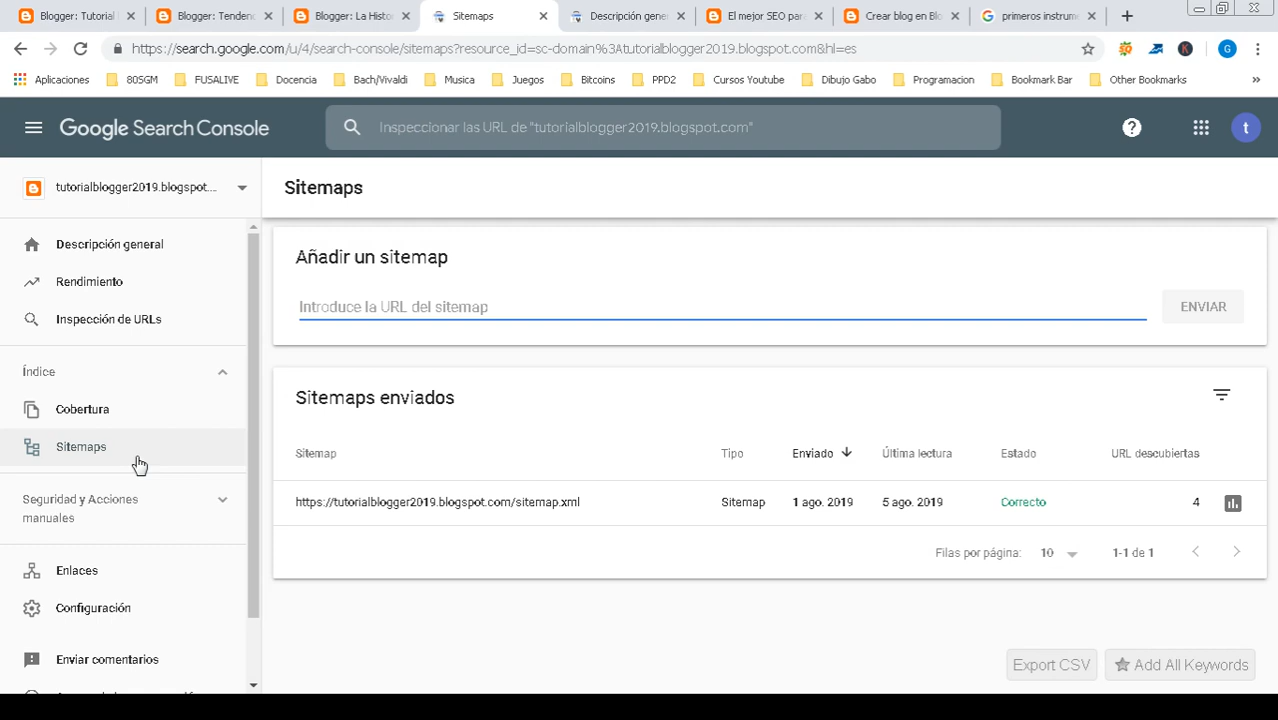 Blogger: Tutorial
Blogger: Tendenc
Blogger: La Histor
Sitemaps
Descripción gene
El mejor SEO para
Crear blog en Blo
primeros instrume
https://search.google.com/u/4/search-console/sitemaps?resource_id=sc-domain%3Atutorialblogger2019.blogspot.com&hl=es
G
Aplicaciones
80SGM
FUSALIVE
Docencia
Bach/Vivaldi
Musica
Juegos
Bitcoins
PPD2
Cursos Youtube
Dibujo Gabo
Programacion
Bookmark Bar
Other Bookmarks
Google Search Console
Inspeccionar las URL de "tutorialblogger2019.blogspot.com"
t
tutorialblogger2019.blogspot....
Sitemaps
Descripción general
Rendimiento
Inspección de URLs
Índice
Cobertura
Sitemaps
Seguridad y Acciones
manuales
Enlaces
Configuración
Enviar comentarios
Añadir un sitemap
Introduce la URL del sitemap
ENVIAR
Sitemaps enviados
Sitemap Tipo Enviado Última lectura Estado URL descubiertas
https://tutorialblogger2019.blogspot.com/sitemap.xml Sitemap 1 ago. 2019 5 ago. 2019 Correcto 4
Filas por página: 10 1-1 de 1
Export CSV
Add All Keywords